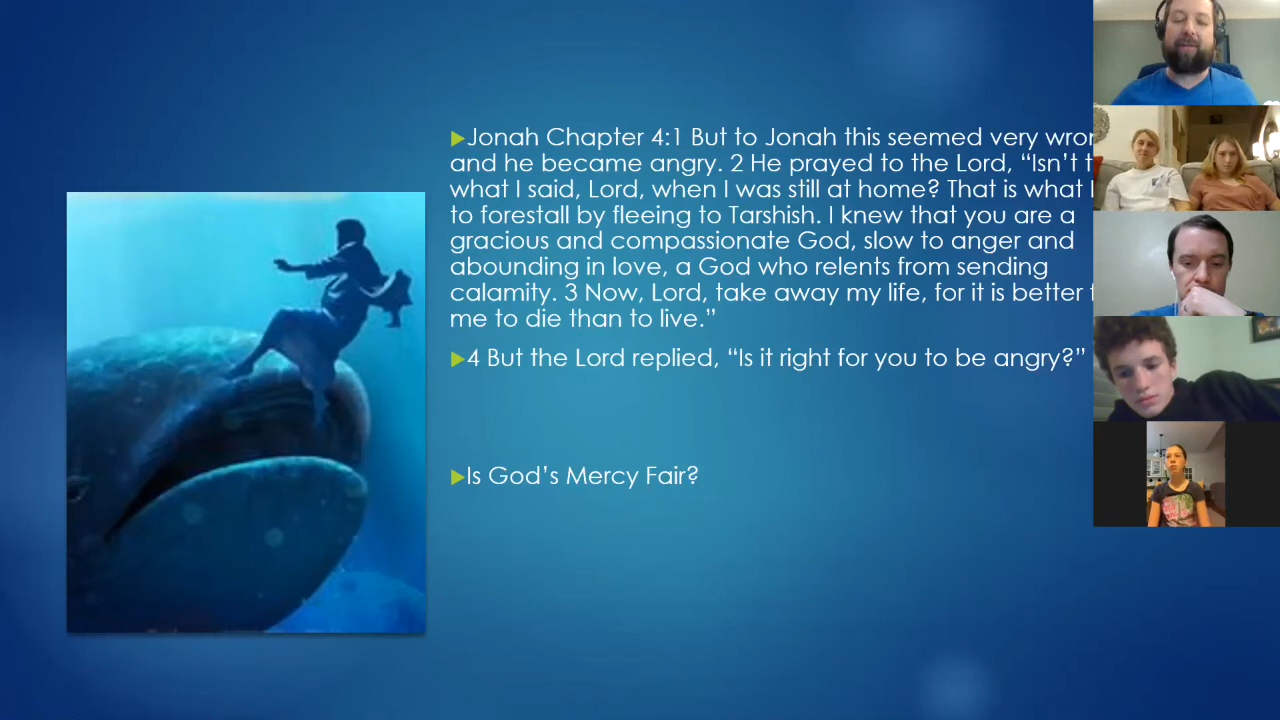 Jonah Chapter 4:1 But to Jonah this seemed very
and he became angry. 2 He prayed to the Lord, “Isn’t
what I said, Lord, when I was still at home? That is what I
to forestall by fleeing to Tarshish. I knew that you are a
gracious and compassionate God, slow to anger and
abounding in love, a God who relents from sending
calamity. 3 Now, Lord, take away my life, for it is better
me to die than to live.”
4 But the Lord replied, “Is it right for you to be angry?”
Is God’s Mercy Fair?